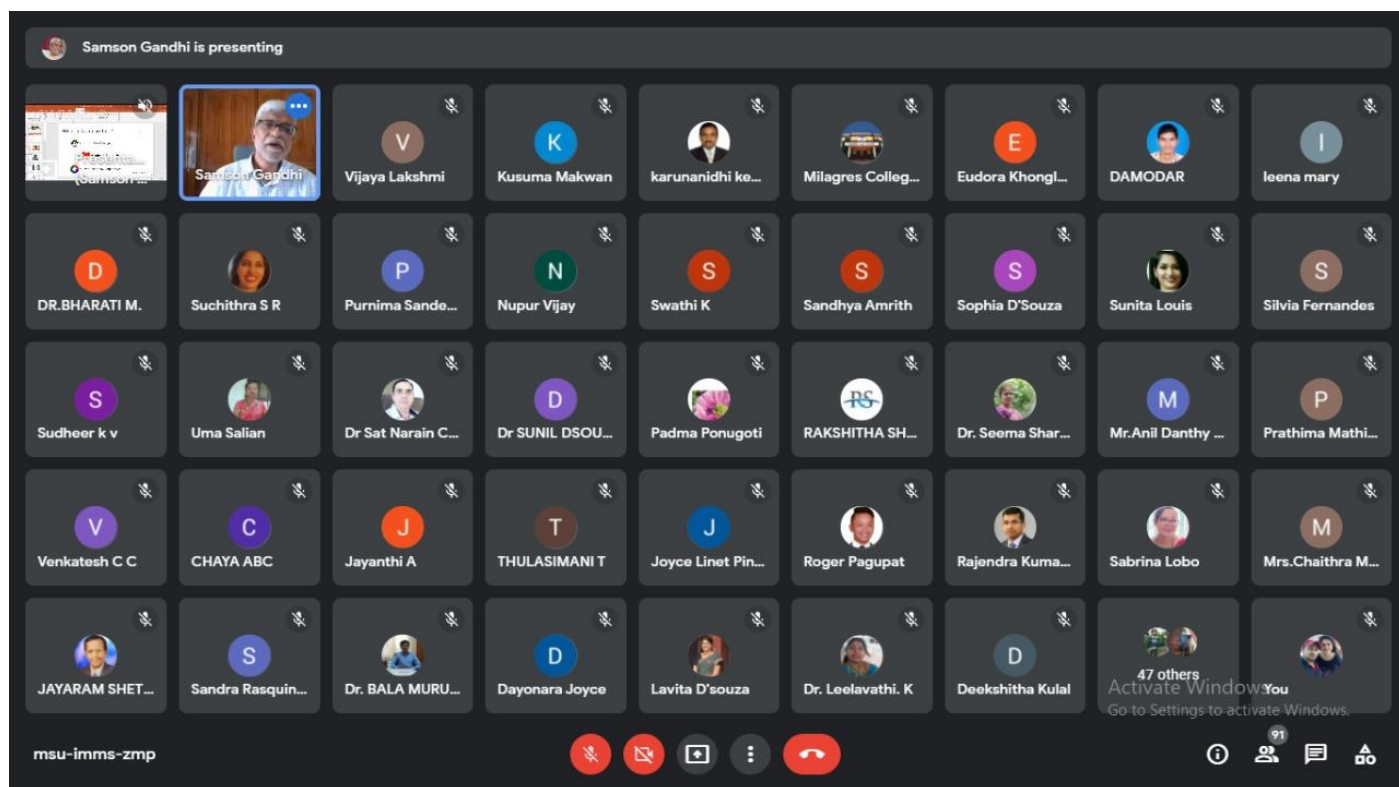 Samson Gandhi is presenting
Presenta...
(Samson ...
Samson Gandhi
V
Vijaya Lakshmi
K
Kusuma Makwan
karunanidhi ke...
Milagres Colleg...
E
Eudora Khongl...
DAMODAR
I
leena mary
D
DR.BHARATI M.
Suchithra S R
P
Purnima Sande...
N
Nupur Vijay
S
Swathi K
S
Sandhya Amrith
S
Sophia D'Souza
Sunita Louis
S
Silvia Fernandes
S
Sudheer k v
Uma Salian
Dr Sat Narain C...
D
Dr SUNIL DSOU...
Padma Ponugoti
RS
RAKSHITHA SH...
Dr. Seema Shar...
M
Mr.Anil Danthy ...
P
Prathima Mathi...
V
Venkatesh C C
C
CHAYA ABC
J
Jayanthi A
T
THULASIMANI T
J
Joyce Linet Pin...
Roger Pagupat
Rajendra Kuma...
Sabrina Lobo
M
Mrs.Chaithra M...
JAYARAM SHET...
S
Sandra Rasquin...
Dr. BALA MURU...
D
Dayonara Joyce
Lavita D'souza
Dr. Leelavathi. K
D
Deekshitha Kulal
47 others
You
Activate Windows
Go to Settings to activate Windows.
msu-imms-zmp
91